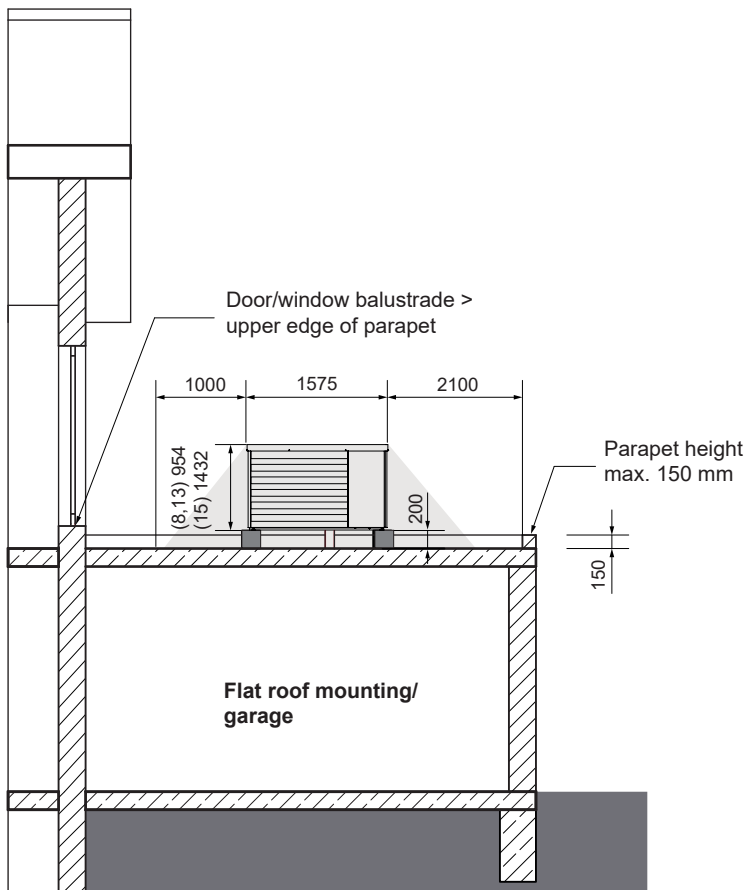 Door/window balustrade >
upper edge of parapet
1000
1575
2100
(8,13) 954
(15) 1432
200
Parapet height
max. 150 mm
150
Flat roof mounting/
garage